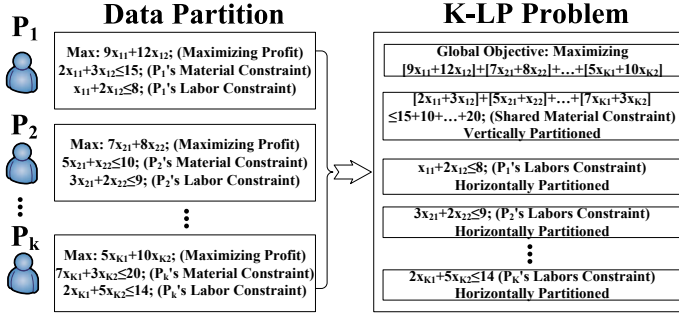 Data Partition
P1
Max: 9x11+12x12; (Maximizing Profit)
2x11+3x12≤15; (P1's Material Constraint)
x11+2x12≤8; (P1's Labor Constraint)
P2
Max: 7x21+8x22; (Maximizing Profit)
5x21+x22≤10; (P2's Material Constraint)
3x21+2x22≤9; (P2's Labor Constraint)
Pk
Max: 5xK1+10xK2; (Maximizing Profit)
7xK1+3xK2≤20; (Pk's Material Constraint)
2xK1+5xK2≤14; (Pk's Labor Constraint)
K-LP Problem
Global Objective: Maximizing
[9x11+12x12]+[7x21+8x22]+…+[5xK1+10xK2]
[2x11+3x12]+[5x21+x22]+…+[7xK1+3xK2]
≤15+10+…+20; (Shared Material Constraint)
Vertically Partitioned
x11+2x12≤8; (P1's Labors Constraint)
Horizontally Partitioned
3x21+2x22≤9; (P2's Labors Constraint)
Horizontally Partitioned
2xK1+5xK2≤14 (PK's Labors Constraint)
Horizontally Partitioned